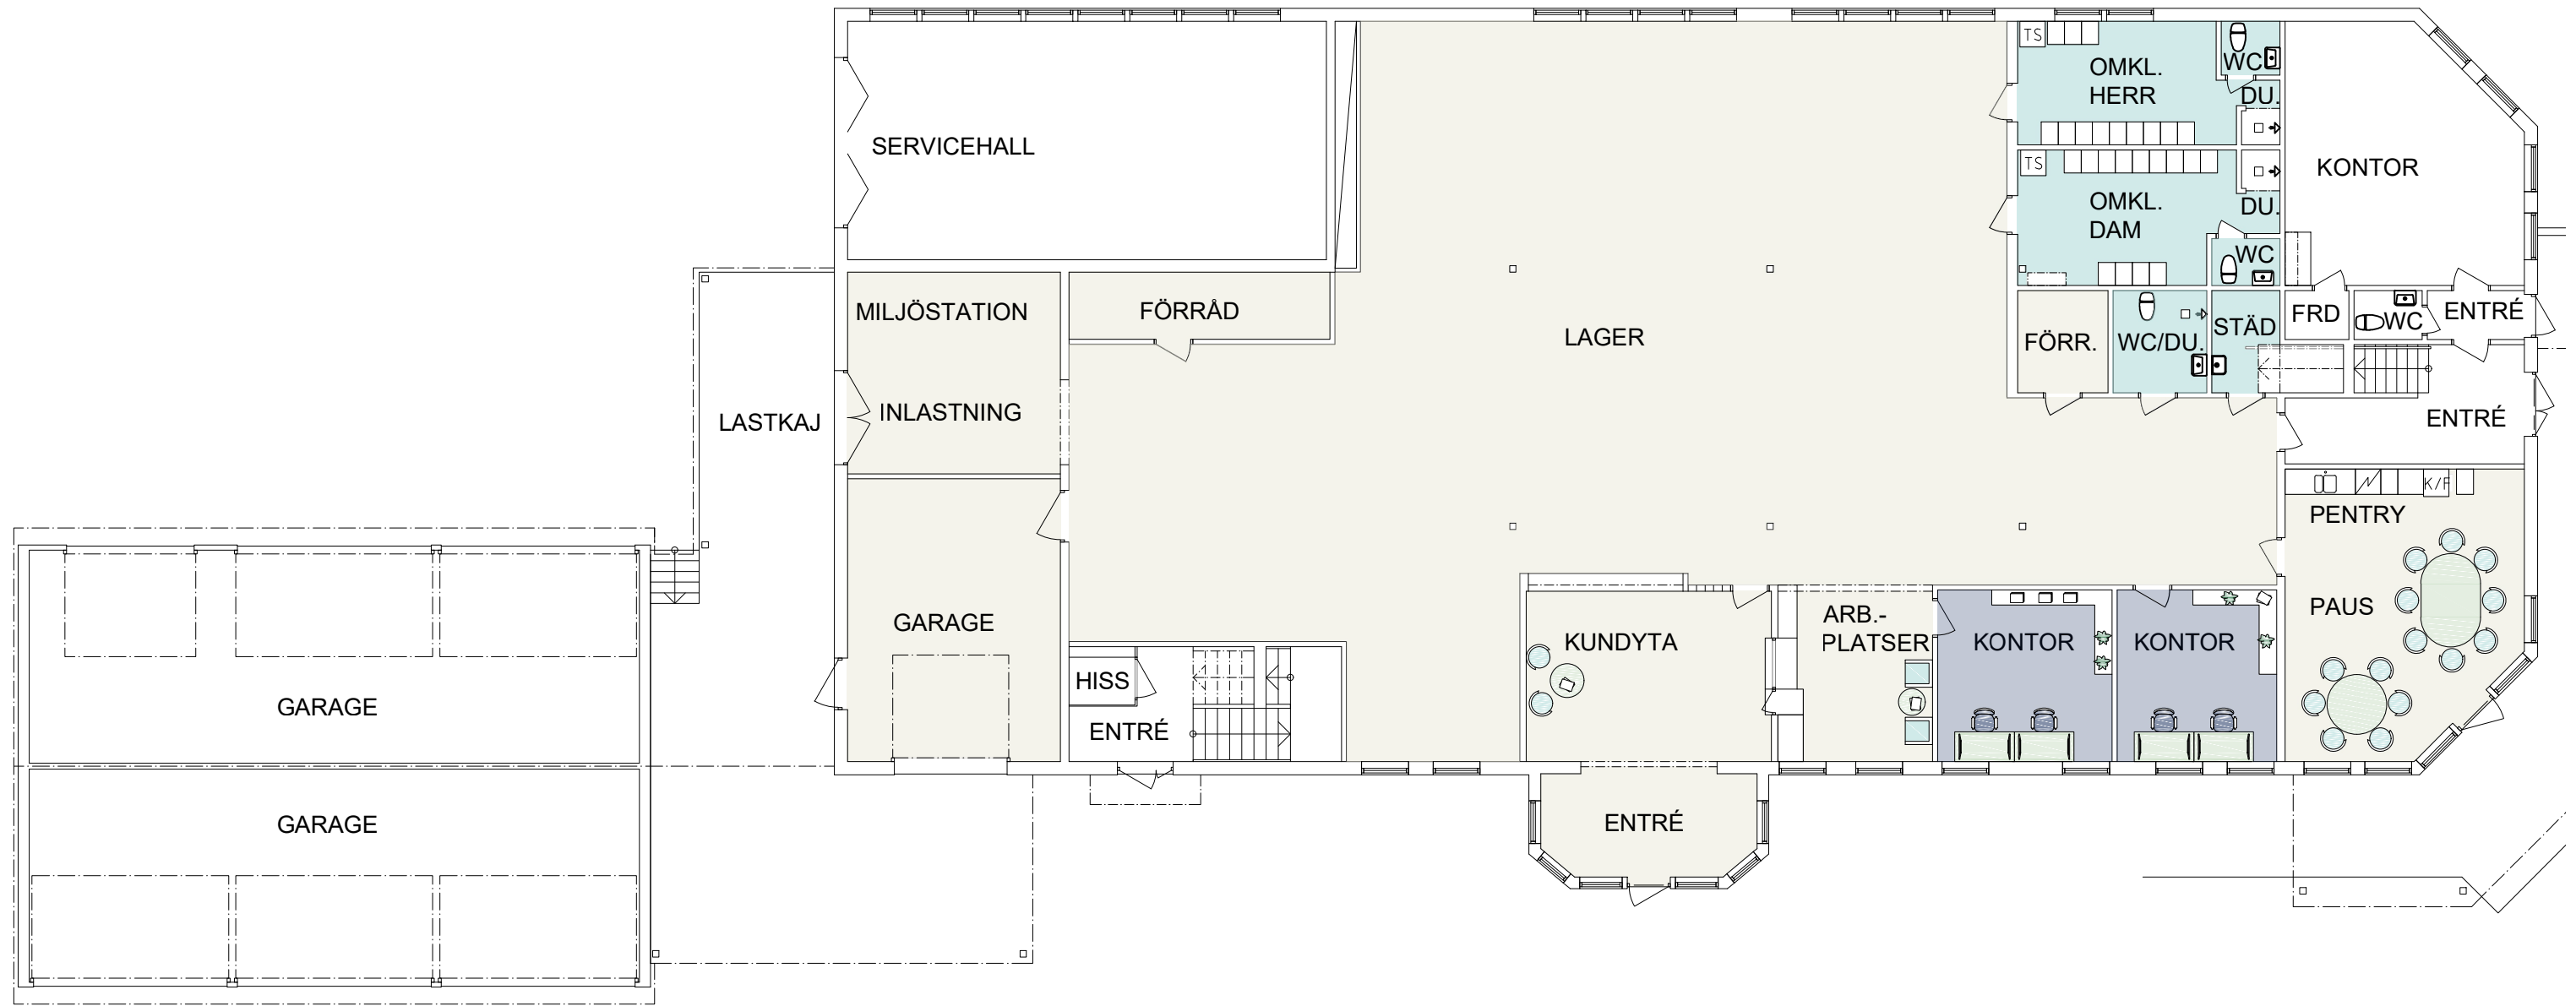 TS
OMKL.
HERR
WC
DU.
SERVICEHALL
KONTOR
TS
OMKL.
DAM
DU.
WC
MILJÖSTATION
FÖRRÅD
LAGER
FÖRR.
WC/DU.
STÄD
FRD
WC
ENTRÉ
LASTKAJ
INLASTNING
ENTRÉ
K/F
PENTRY
GARAGE
KUNDYTA
ARB.-
PLATSER
KONTOR
KONTOR
PAUS
HISS
ENTRÉ
GARAGE
GARAGE
ENTRÉ